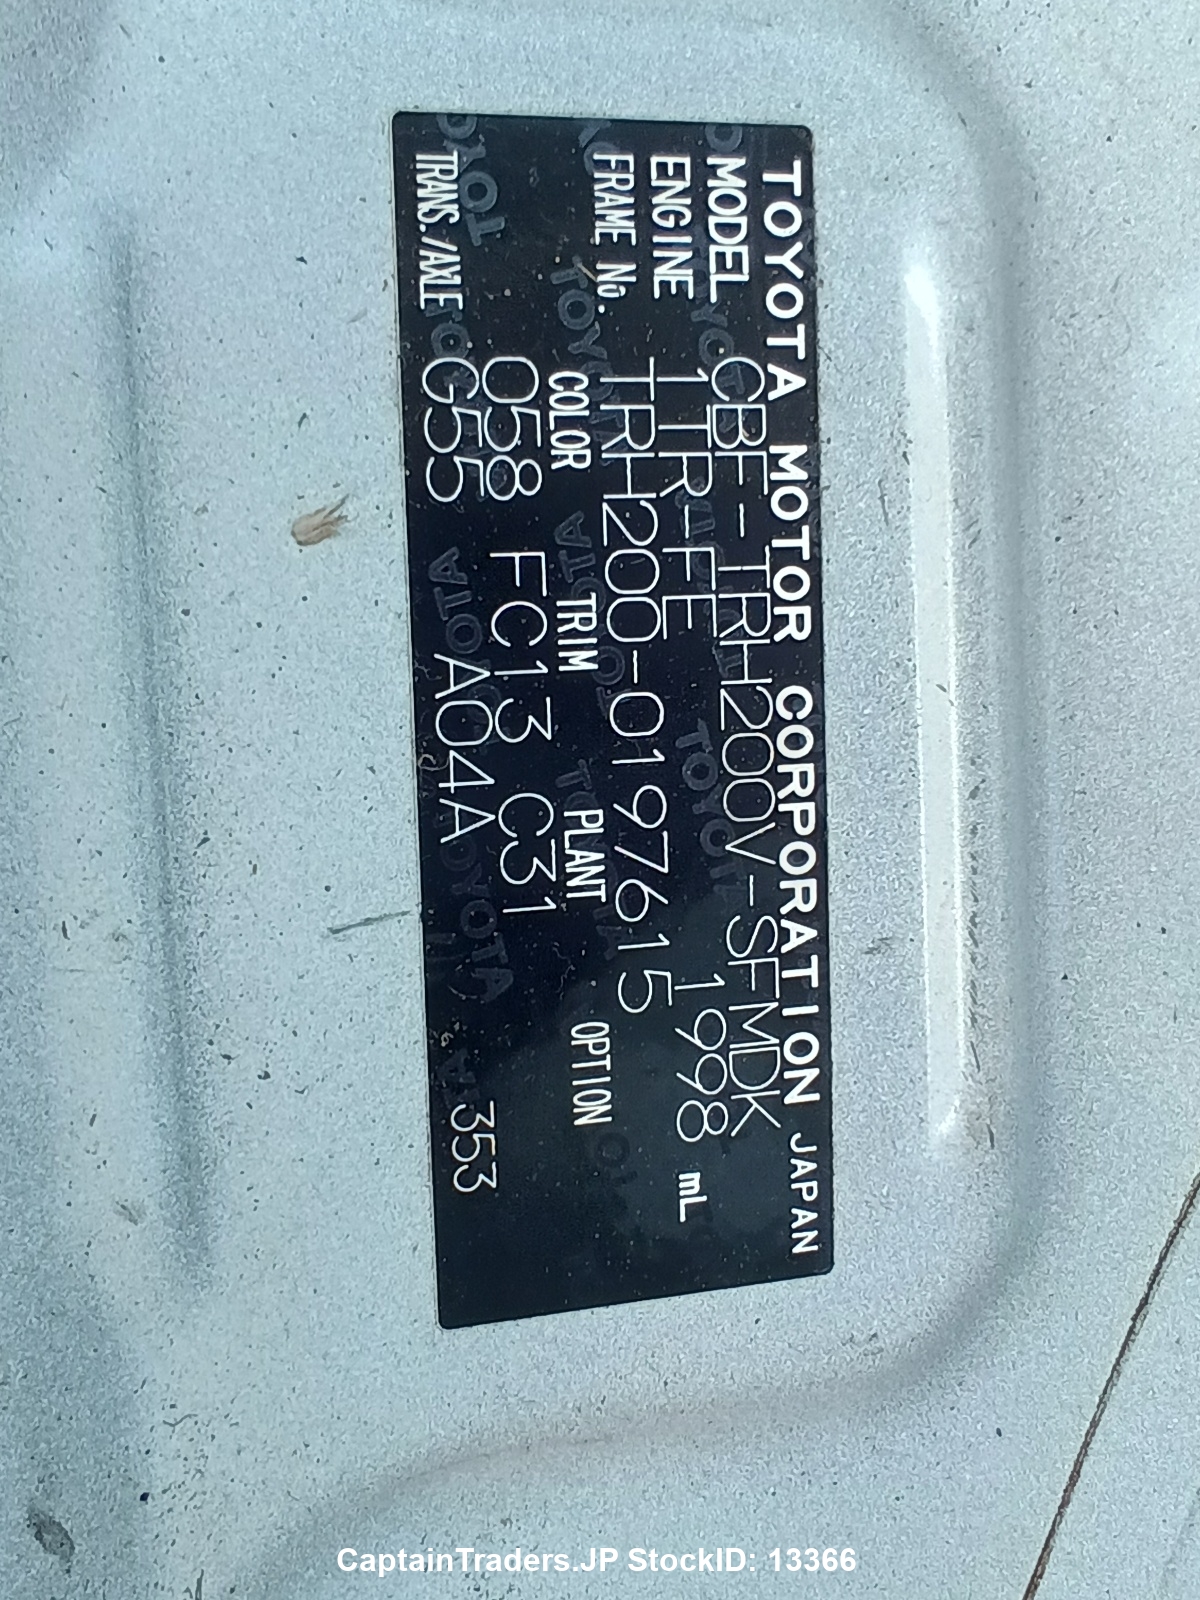 TOYOTA MOTOR CORPORATION JAPAN
MODEL CBF-TRH200V-SFMDK
ENGINE 1TR-FE 1998 mL
FRAME No. TRH200-0197615
COLOR TRIM PLANT OPTION
058 FC13 C31
TRANS./AXLE G55 A04A 353
CaptainTraders.JP StockID: 13366